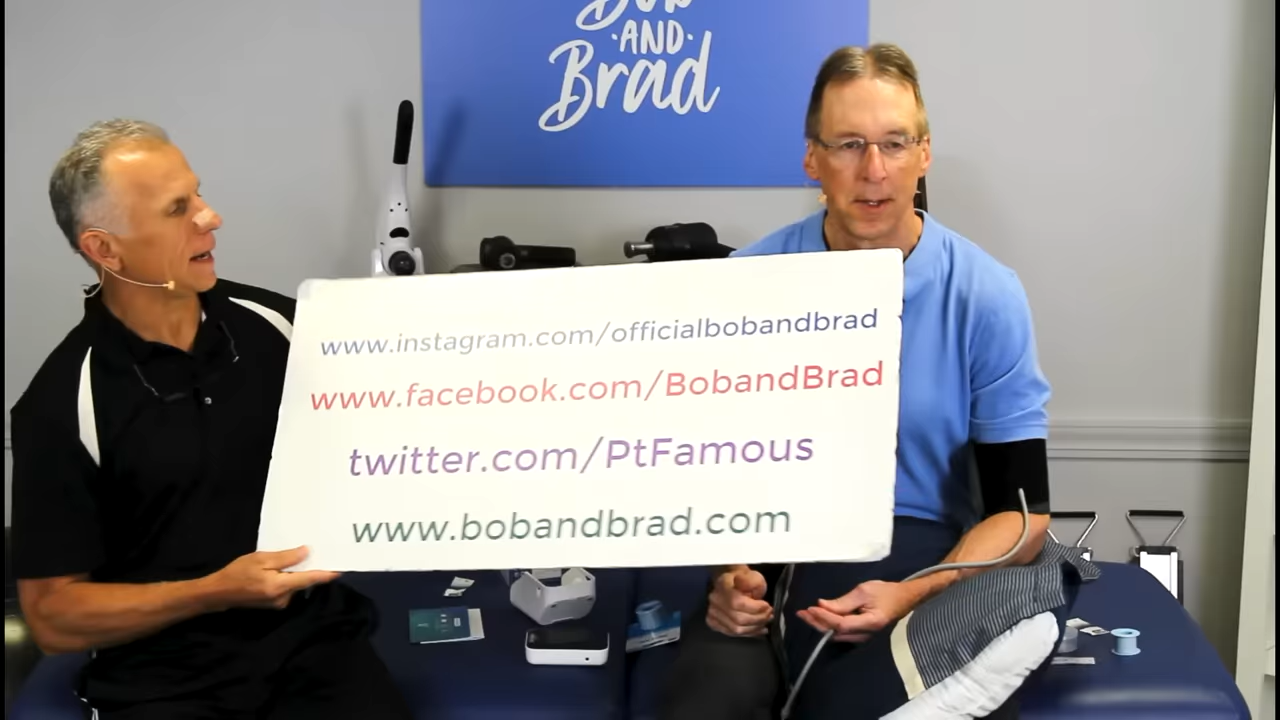 Bob
·AND·
Brad
www.instagram.com/officialbobandbrad
www.facebook.com/BobandBrad
twitter.com/PtFamous
www.bobandbrad.com